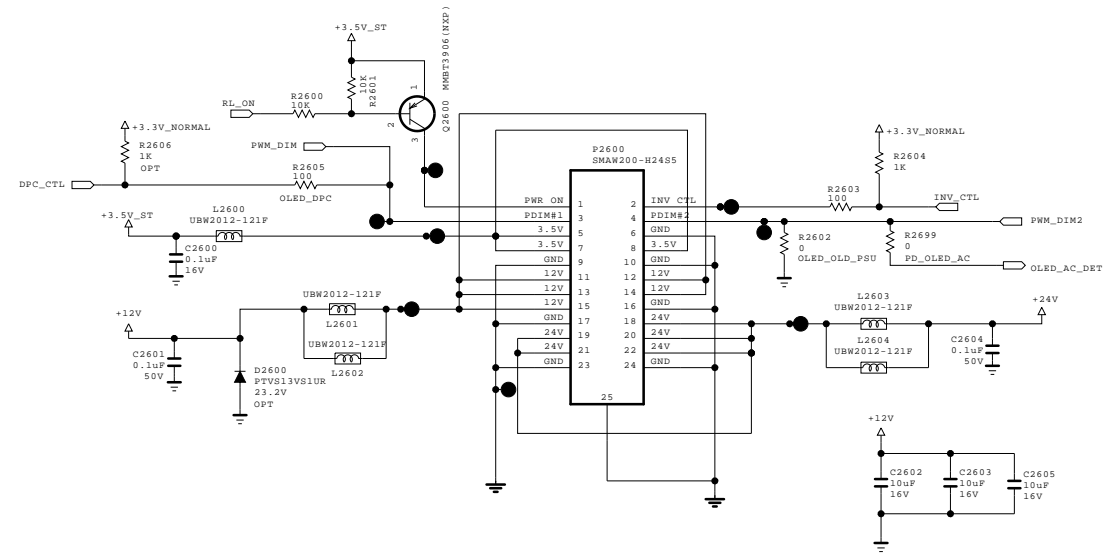 +3.5V_ST
10K
R2601
Q2600 MMBT3906(NXP)
1
2
3
RL_ON
R2600
10K
+3.3V_NORMAL
R2606
1K
OPT
PWM_DIM
R2605
100
OLED_DPC
DPC_CTL
+3.5V_ST
L2600
UBW2012-121F
C2600
0.1uF
16V
P2600
SMAW200-H24S5
PWR ON 1 2 INV CTL
PDIM#1 3 4 PDIM#2
3.5V 5 6 GND
3.5V 7 8 3.5V
GND 9 10 GND
12V 11 12 12V
12V 13 14 12V
12V 15 16 GND
GND 17 18 24V
24V 19 20 24V
24V 21 22 24V
GND 23 24 GND
25
+3.3V_NORMAL
R2604
1K
R2603
100
INV_CTL
PWM_DIM2
R2602
0
OLED_OLD_PSU
R2699
0
PD_OLED_AC
OLED_AC_DET
+12V
UBW2012-121F
L2601
UBW2012-121F
L2602
C2601
0.1uF
50V
D2600
PTVS13VS1UR
23.2V
OPT
L2603
UBW2012-121F
L2604
UBW2012-121F
+24V
C2604
0.1uF
50V
+12V
C2602
10uF
16V
C2603
10uF
16V
C2605
10uF
16V